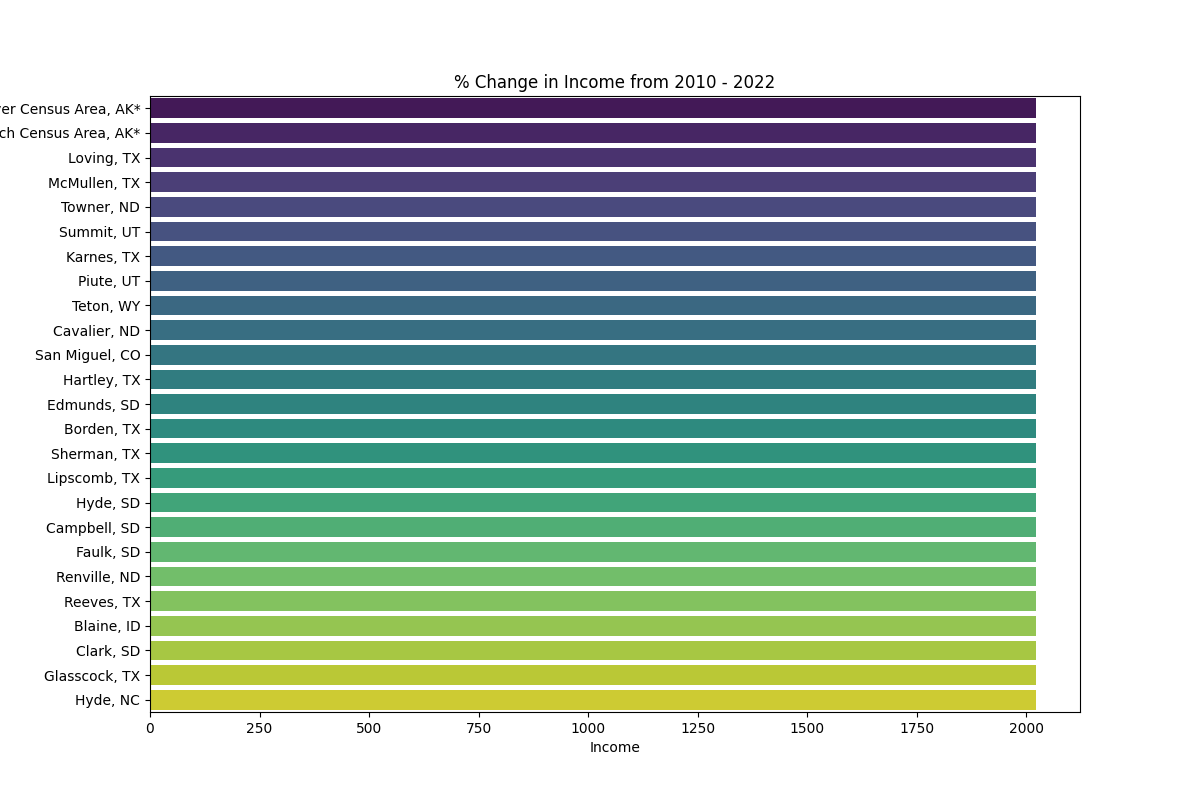 % Change in Income from 2010 - 2022
er Census Area, AK*
ch Census Area, AK*
Loving, TX
McMullen, TX
Towner, ND
Summit, UT
Karnes, TX
Piute, UT
Teton, WY
Cavalier, ND
San Miguel, CO
Hartley, TX
Edmunds, SD
Borden, TX
Sherman, TX
Lipscomb, TX
Hyde, SD
Campbell, SD
Faulk, SD
Renville, ND
Reeves, TX
Blaine, ID
Clark, SD
Glasscock, TX
Hyde, NC
0 250 500 750 1000 1250 1500 1750 2000
Income